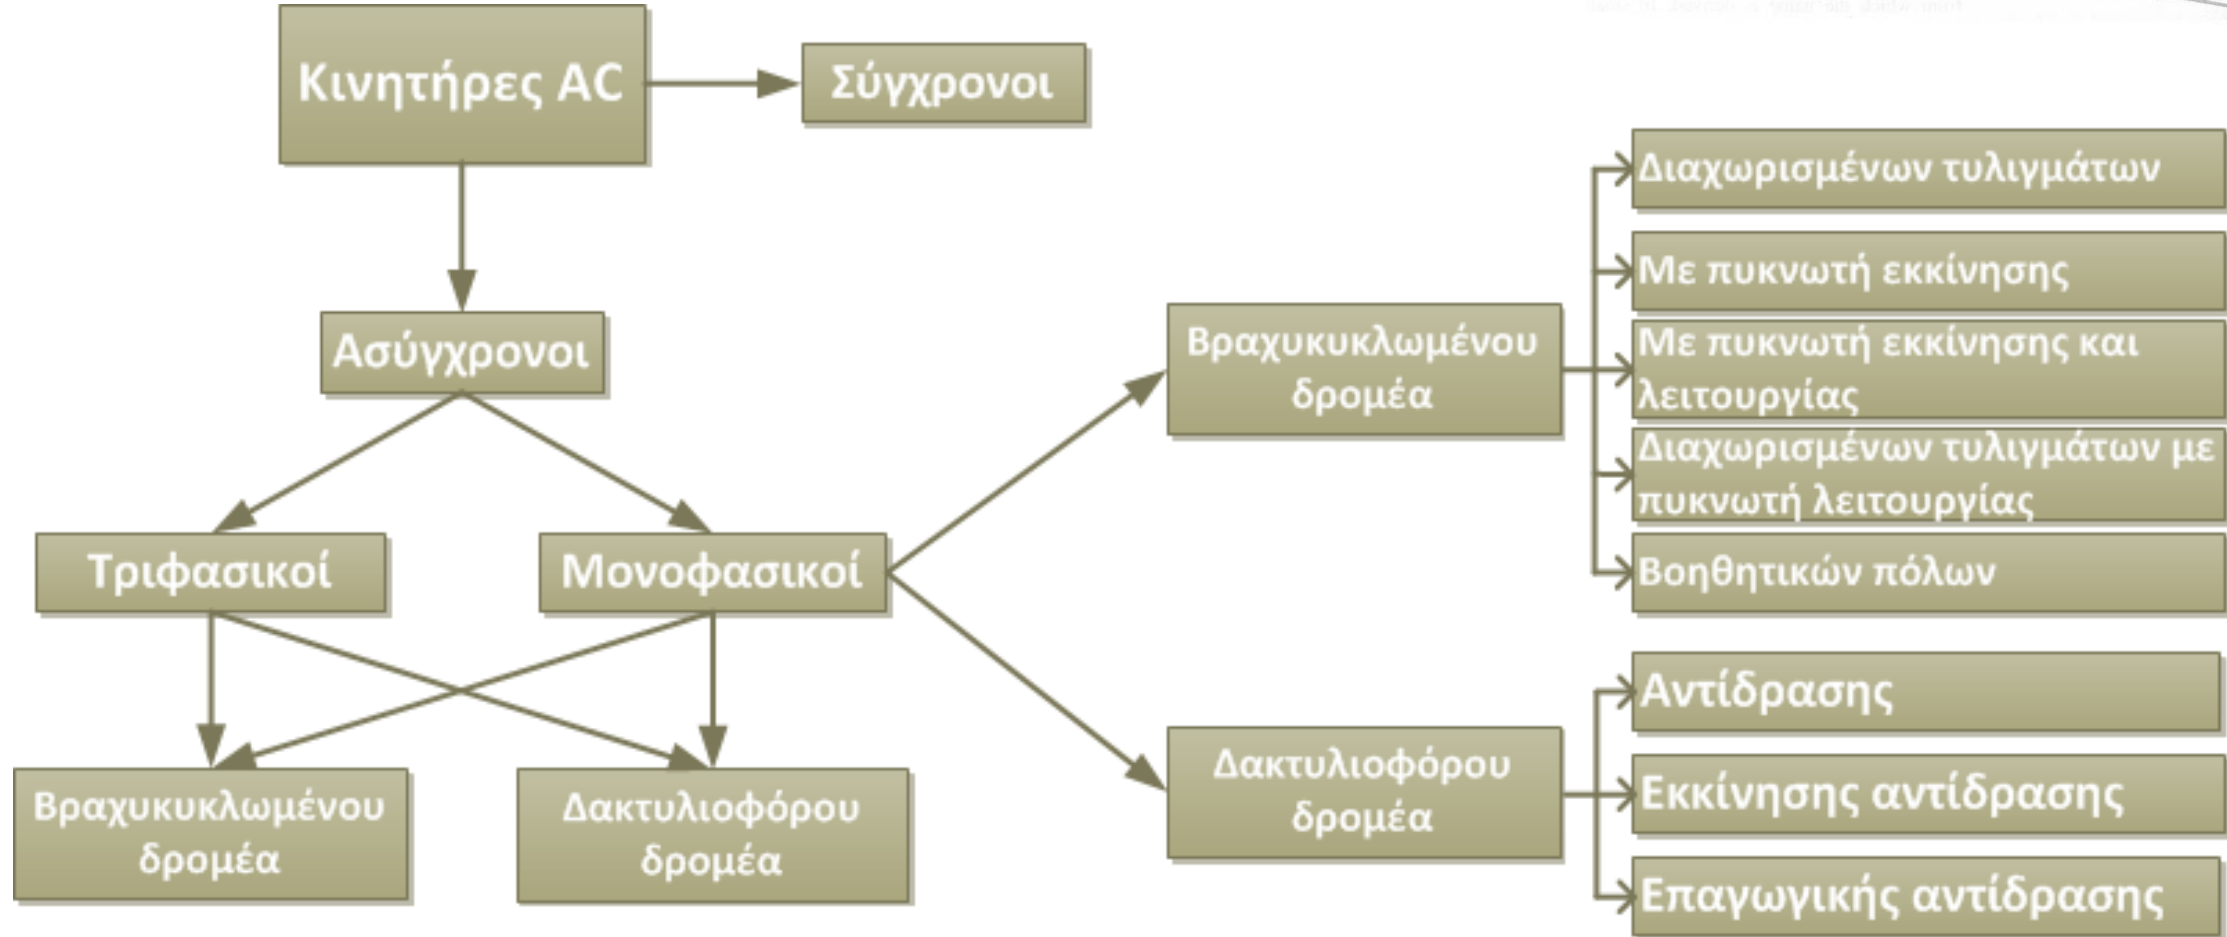 Κινητήρες AC
Σύγχρονοι
Ασύγχρονοι
Τριφασικοί
Μονοφασικοί
Βραχυκυκλωμένου
δρομέα
Δακτυλιοφόρου
δρομέα
Βραχυκυκλωμένου
δρομέα
Διαχωρισμένων τυλιγμάτων
Με πυκνωτή εκκίνησης
Με πυκνωτή εκκίνησης και
λειτουργίας
Διαχωρισμένων τυλιγμάτων με
πυκνωτή λειτουργίας
Βοηθητικών πόλων
Δακτυλιοφόρου
δρομέα
Αντίδρασης
Εκκίνησης αντίδρασης
Επαγωγικής αντίδρασης